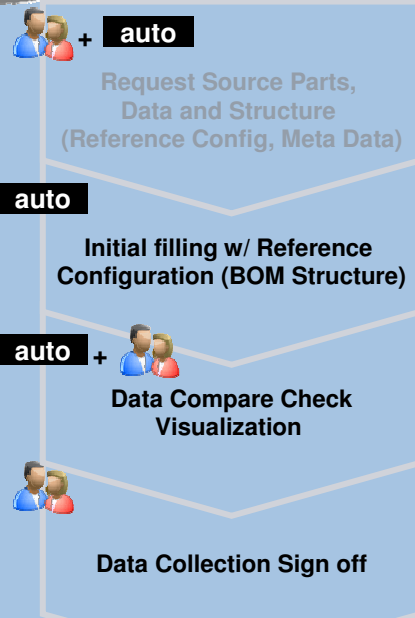 + auto
Request Source Parts,
Data and Structure
(Reference Config, Meta Data)
auto
Initial filling w/ Reference
Configuration (BOM Structure)
auto +
Data Compare Check
Visualization
Data Collection Sign off